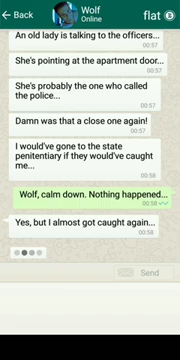 Back
Wolf
Online
flat
An old lady is talking to the officers...
00:57
She's pointing at the apartment door...
00:57
She's probably the one who called
the police...
00:57
Damn was that a close one again!
00:57
I would've gone to the state
penitentiary if they would've caught
me...
00:58
Wolf, calm down. Nothing happened...
00:58
Yes, but I almost got caught again...
00:58
Send